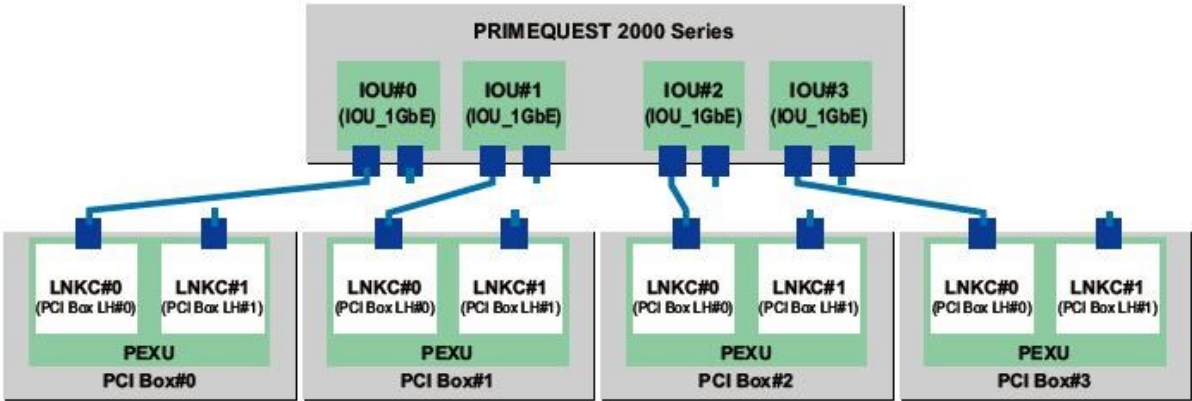 PRIMEQUEST 2000 Series
IOU#0
(IOU_1GbE)
IOU#1
(IOU_1GbE)
IOU#2
(IOU_1GbE)
IOU#3
(IOU_1GbE)
LNKC#0
(PCI Box LH#0)
LNKC#1
(PCI Box LH#1)
PEXU
PCI Box#0
LNKC#0
(PCI Box LH#0)
LNKC#1
(PCI Box LH#1)
PEXU
PCI Box#1
LNKC#0
(PCI Box LH#0)
LNKC#1
(PCI Box LH#1)
PEXU
PCI Box#2
LNKC#0
(PCI Box LH#0)
LNKC#1
(PCI Box LH#1)
PEXU
PCI Box#3